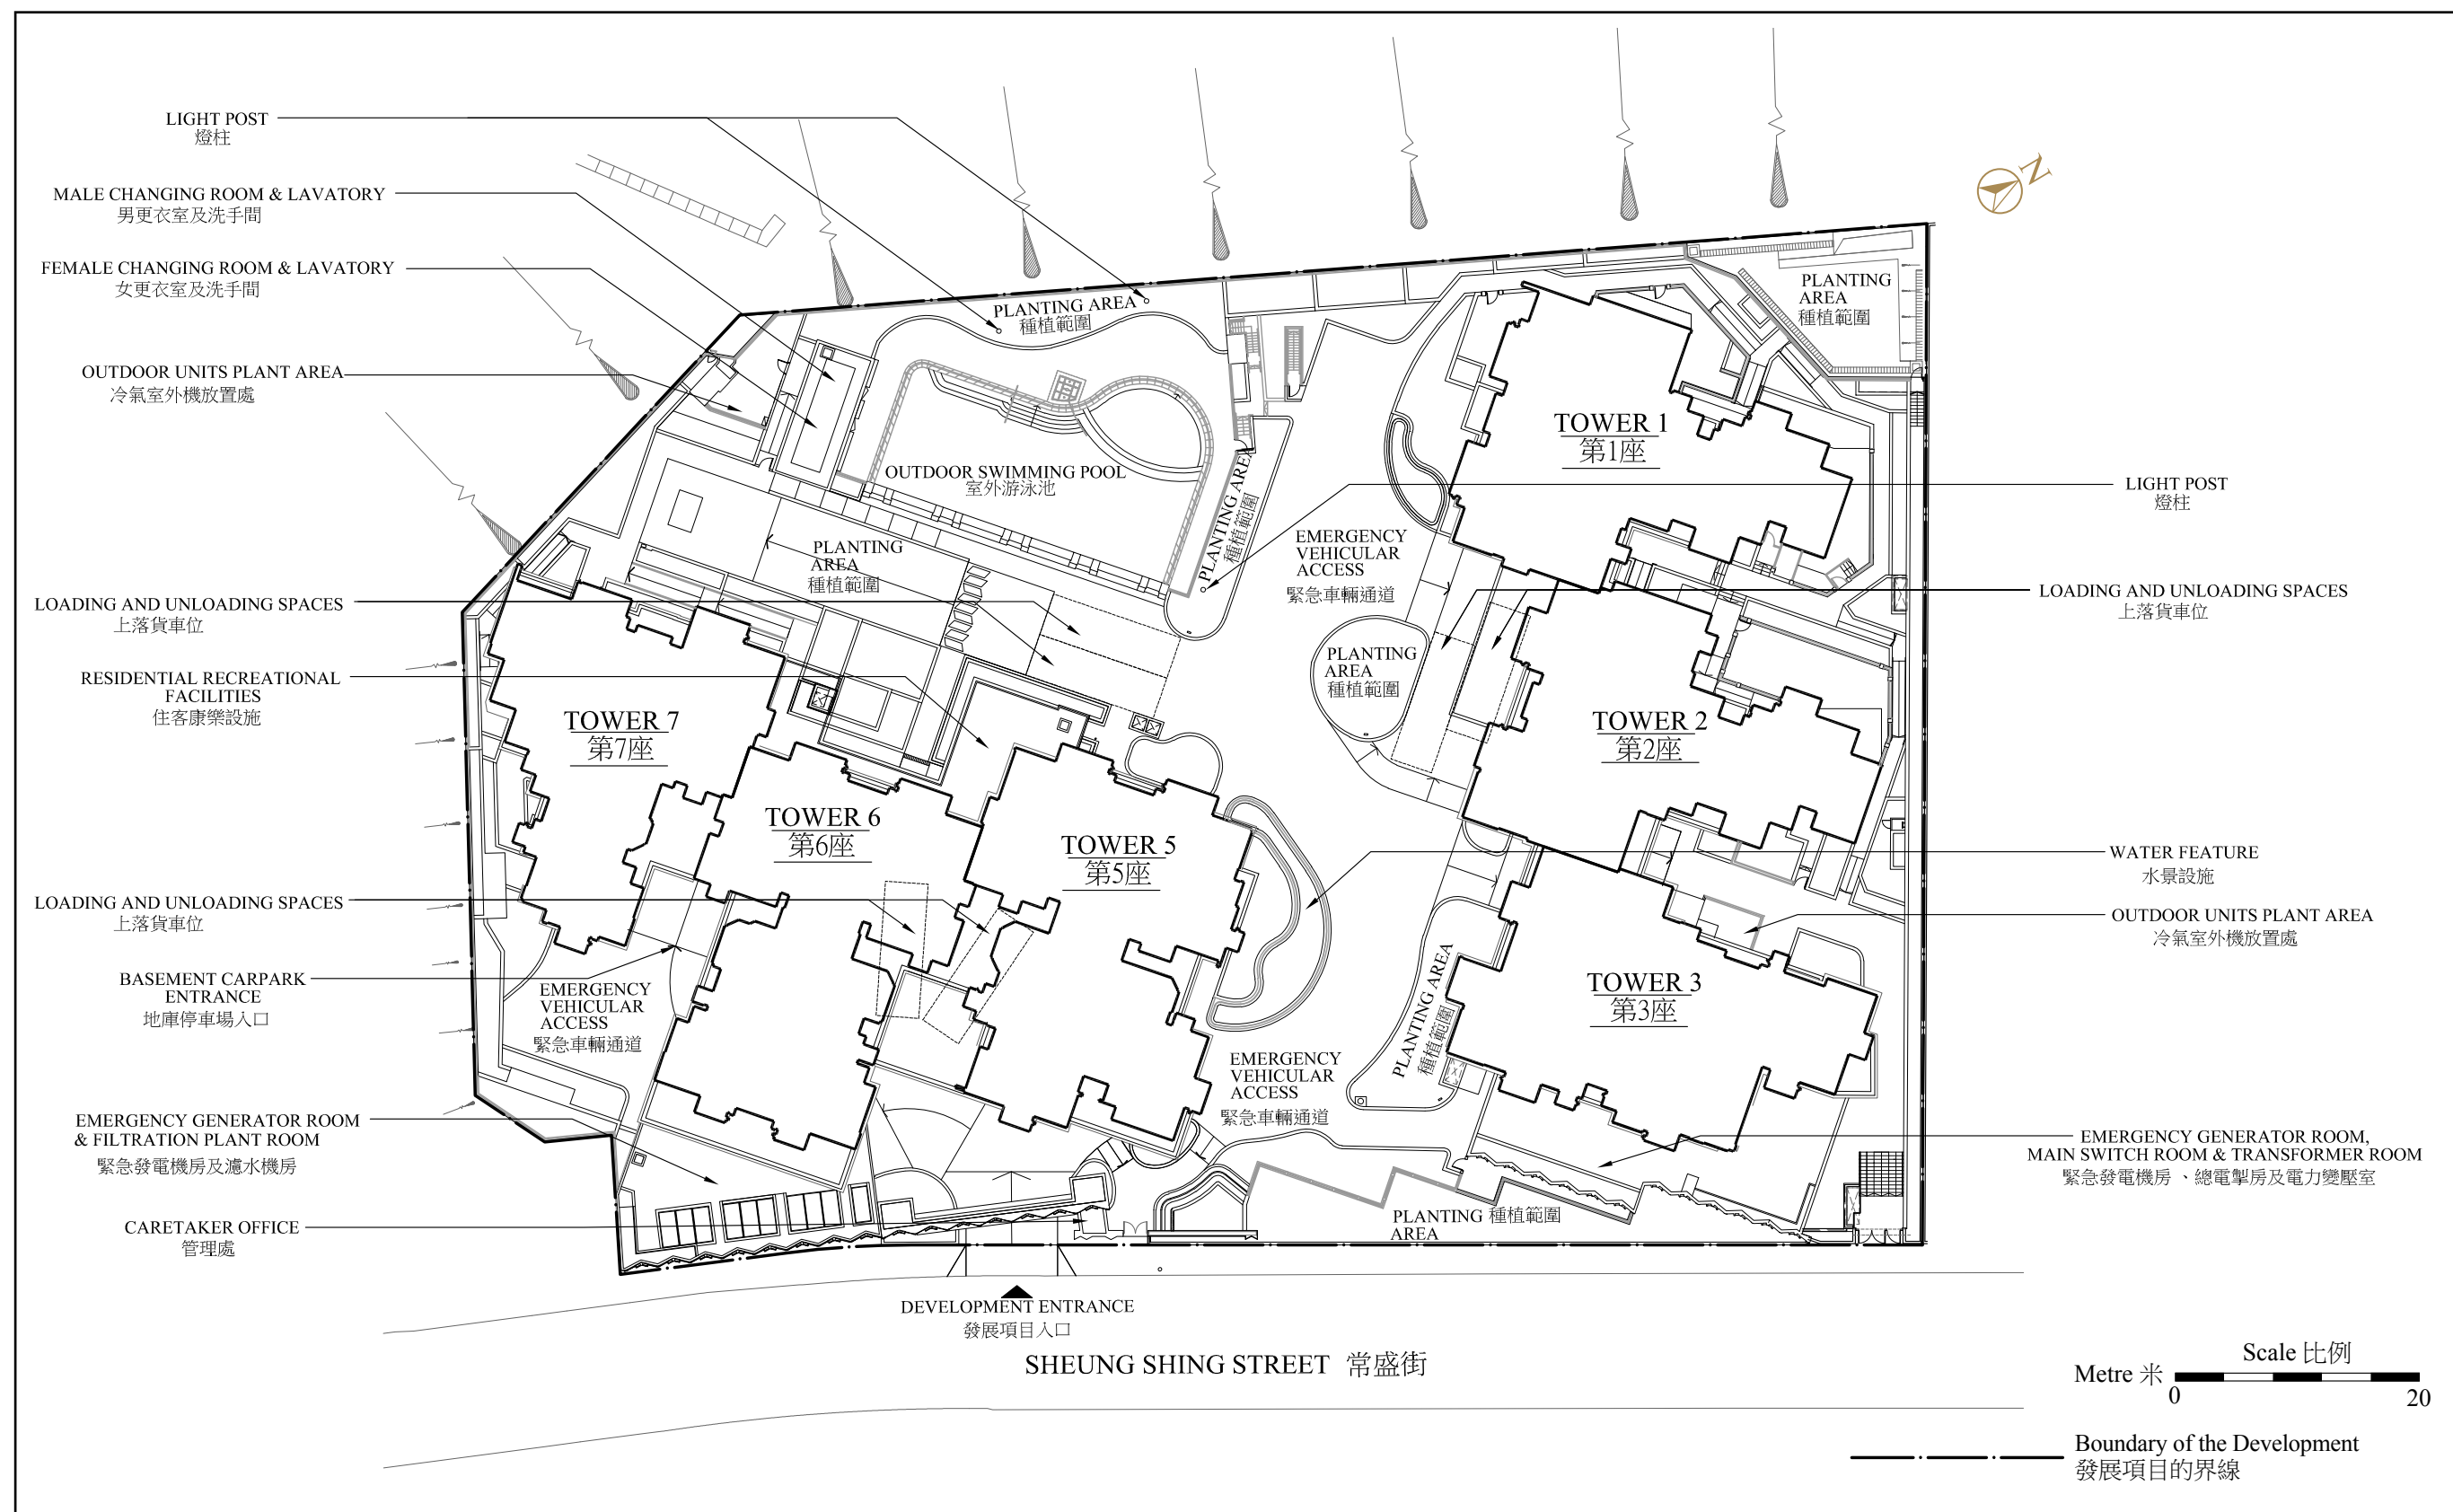 LIGHT POST
燈柱
MALE CHANGING ROOM & LAVATORY
男更衣室及洗手間
FEMALE CHANGING ROOM & LAVATORY
女更衣室及洗手間
OUTDOOR UNITS PLANT AREA
冷氣室外機放置處
LOADING AND UNLOADING SPACES
上落貨車位
RESIDENTIAL RECREATIONAL
FACILITIES
住客康樂設施
LOADING AND UNLOADING SPACES
上落貨車位
BASEMENT CARPARK
ENTRANCE
地庫停車場入口
EMERGENCY GENERATOR ROOM
& FILTRATION PLANT ROOM
緊急發電機房及濾水機房
CARETAKER OFFICE
管理處
N
PLANTING AREA
種植範圍
PLANTING
AREA
種植範圍
OUTDOOR SWIMMING POOL
室外游泳池
PLANTING AREA
種植範圍
PLANTING
AREA
種植範圍
EMERGENCY
VEHICULAR
ACCESS
緊急車輛通道
PLANTING
AREA
種植範圍
TOWER 1
第1座
TOWER 2
第2座
TOWER 3
第3座
TOWER 7
第7座
TOWER 6
第6座
TOWER 5
第5座
EMERGENCY
VEHICULAR
ACCESS
緊急車輛通道
PLANTING AREA
種植範圍
EMERGENCY
VEHICULAR
ACCESS
緊急車輛通道
PLANTING 種植範圍
AREA
LIGHT POST
燈柱
LOADING AND UNLOADING SPACES
上落貨車位
WATER FEATURE
水景設施
OUTDOOR UNITS PLANT AREA
冷氣室外機放置處
EMERGENCY GENERATOR ROOM,
MAIN SWITCH ROOM & TRANSFORMER ROOM
緊急發電機房、總電掣房及電力變壓室
DEVELOPMENT ENTRANCE
發展項目入口
SHEUNG SHING STREET 常盛街
Scale 比例
Metre 米
0 20
Boundary of the Development
發展項目的界線